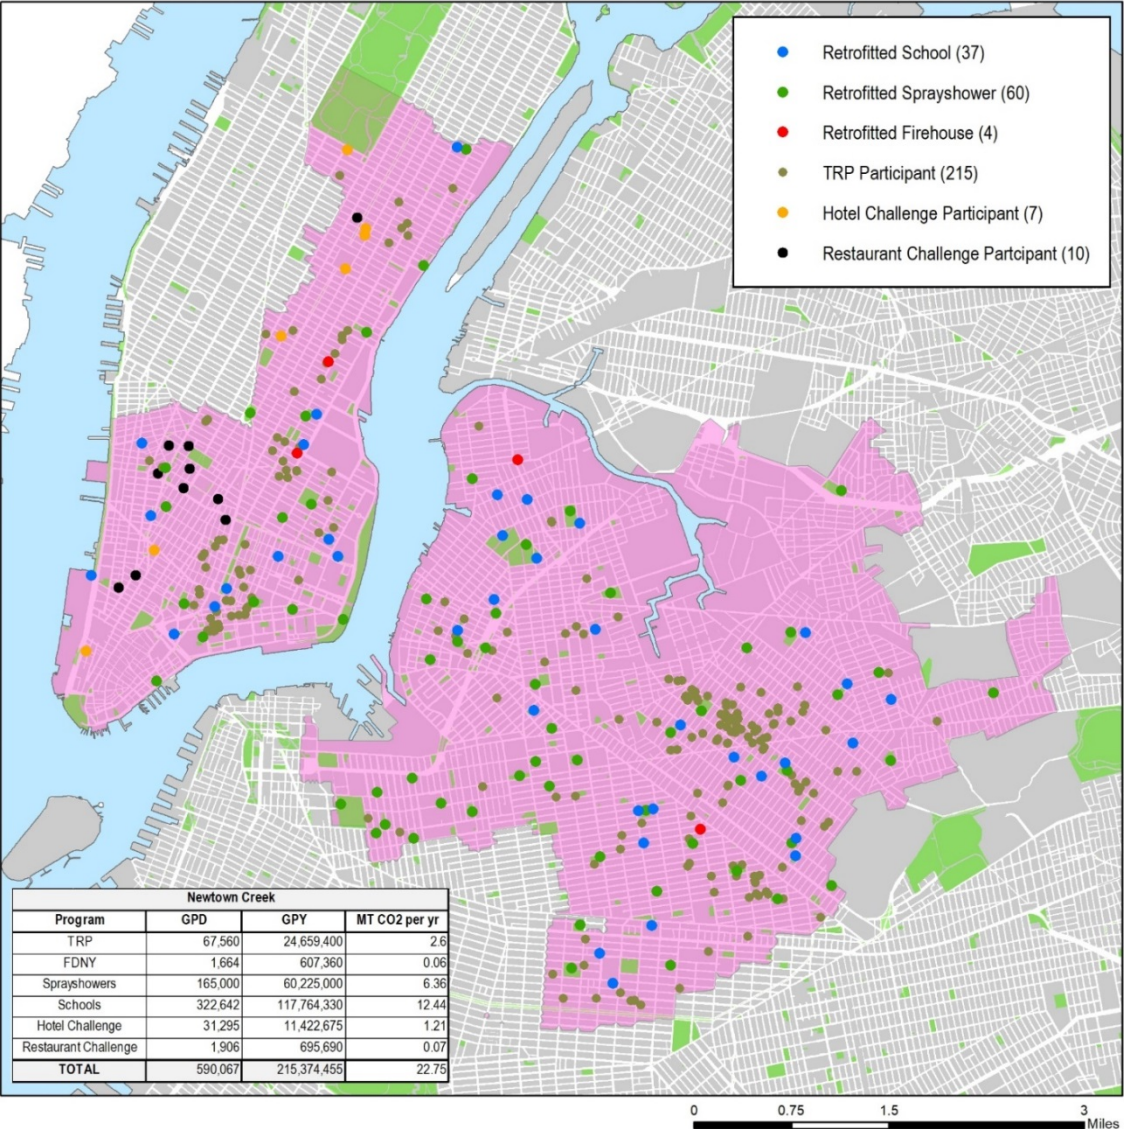 Retrofitted School (37)
Retrofitted Sprayshower (60)
Retrofitted Firehouse (4)
TRP Participant (215)
Hotel Challenge Participant (7)
Restaurant Challenge Partcipant (10)
Newtown Creek
Program GPD GPY MT CO2 per yr
TRP 67,560 24,659,400 2.6
FDNY 1,664 607,360 0.06
Sprayshowers 165,000 60,225,000 6.36
Schools 322,642 117,764,330 12.44
Hotel Challenge 31,295 11,422,675 1.21
Restaurant Challenge 1,906 695,690 0.07
TOTAL 590,067 215,374,455 22.75
0 0.75 1.5 3
Miles